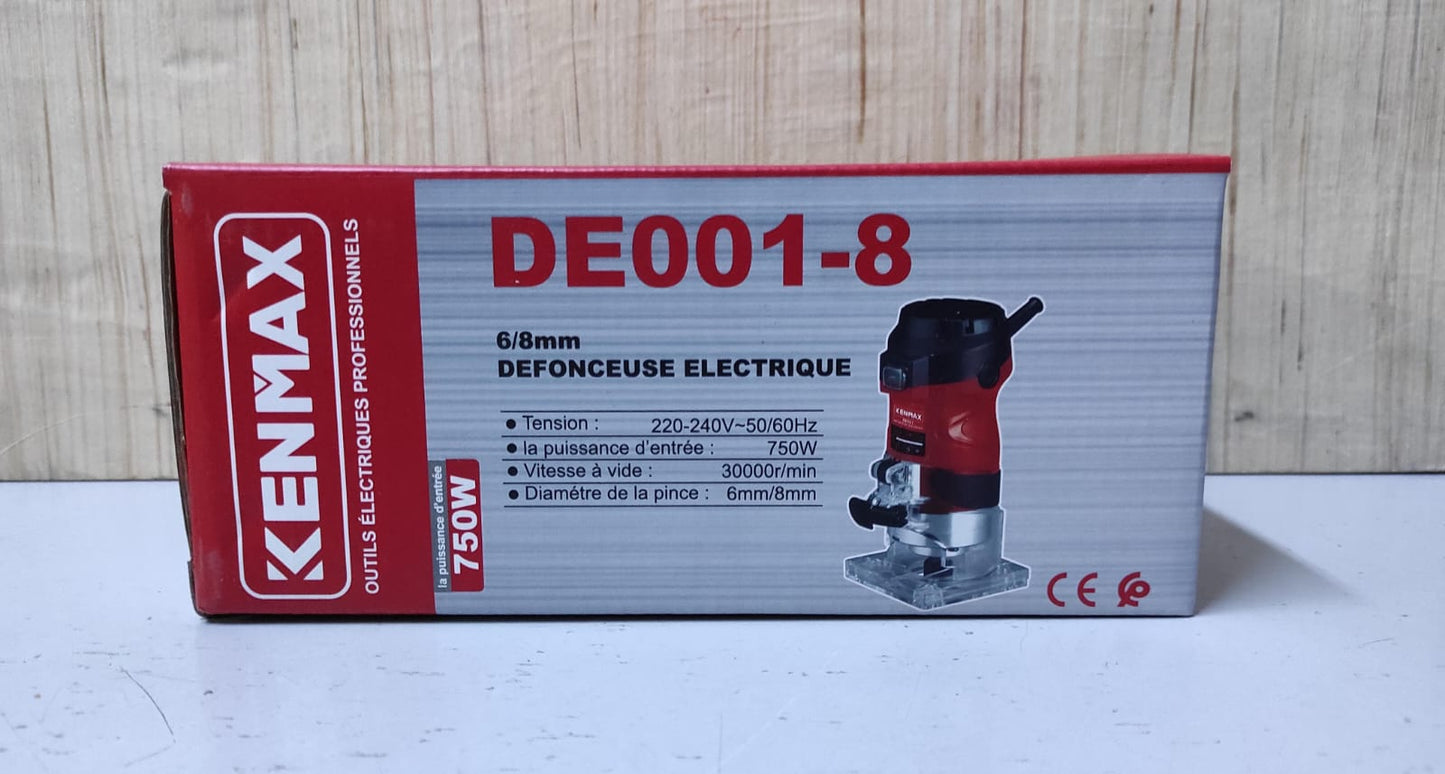 KENMAX
OUTILS ÉLECTRIQUES PROFESSIONNELS
la puissance d'entrée
750W
DE001-8
6/8mm
DEFONCEUSE ELECTRIQUE
• Tension : 220-240V~50/60Hz
• la puissance d'entrée : 750W
• Vitesse à vide : 30000r/min
• Diamétre de la pince : 6mm/8mm
KENMAX
CE